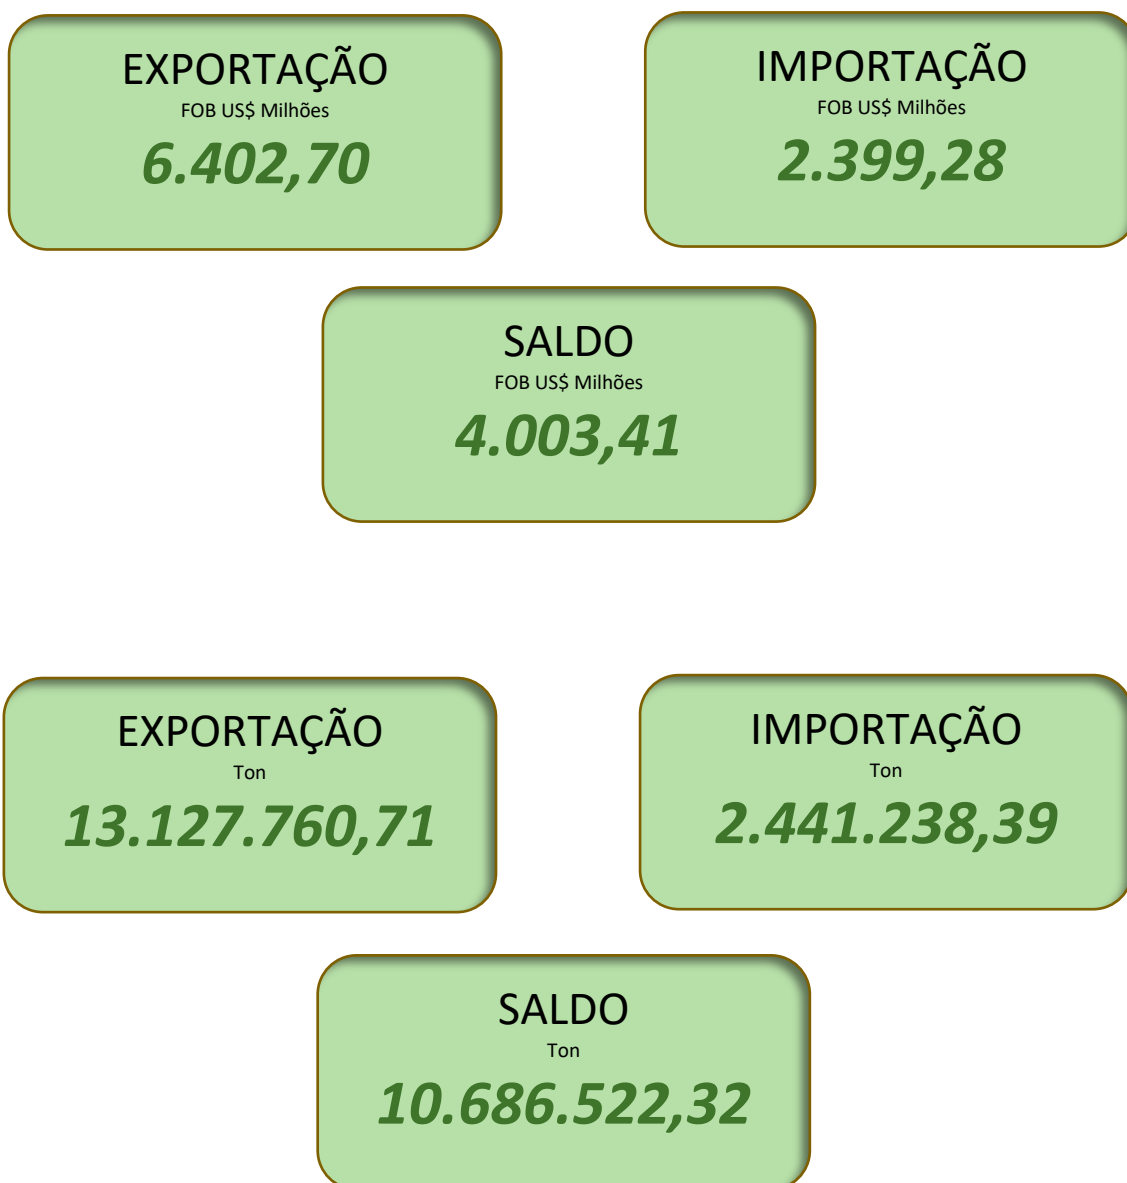 EXPORTAÇÃO
FOB US$ Milhões
6.402,70
IMPORTAÇÃO
FOB US$ Milhões
2.399,28
SALDO
FOB US$ Milhões
4.003,41
EXPORTAÇÃO
Ton
13.127.760,71
IMPORTAÇÃO
Ton
2.441.238,39
SALDO
Ton
10.686.522,32